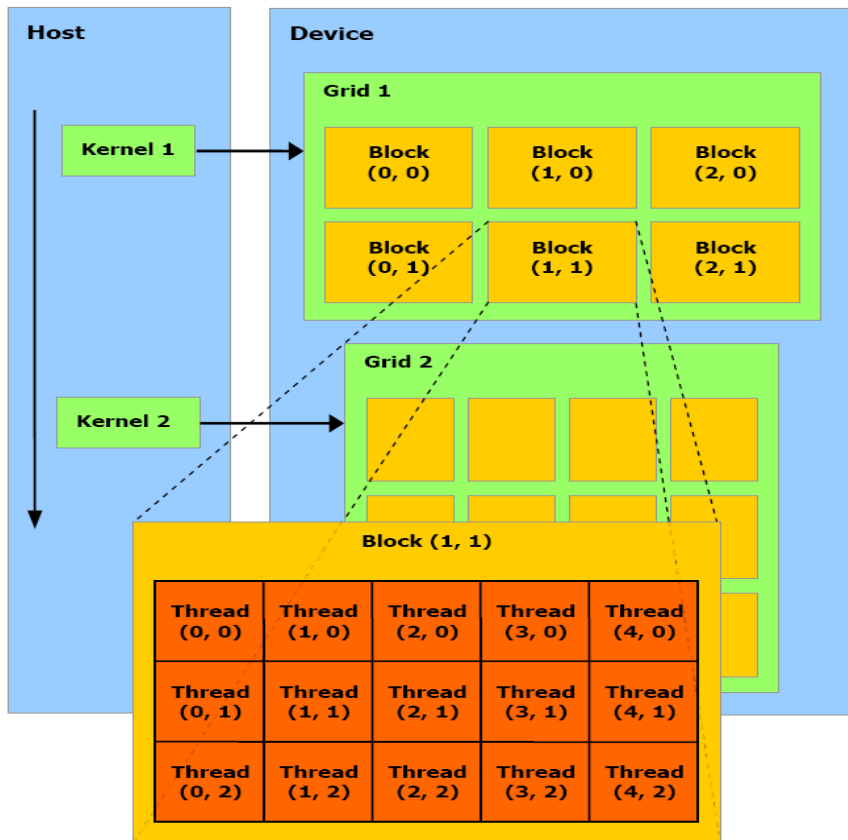 Host
Device
Grid 1
Kernel 1
Block
(0, 0)
Block
(1, 0)
Block
(2, 0)
Block
(0, 1)
Block
(1, 1)
Block
(2, 1)
Grid 2
Kernel 2
Block (1, 1)
Thread
(0, 0)
Thread
(1, 0)
Thread
(2, 0)
Thread
(3, 0)
Thread
(4, 0)
Thread
(0, 1)
Thread
(1, 1)
Thread
(2, 1)
Thread
(3, 1)
Thread
(4, 1)
Thread
(0, 2)
Thread
(1, 2)
Thread
(2, 2)
Thread
(3, 2)
Thread
(4, 2)